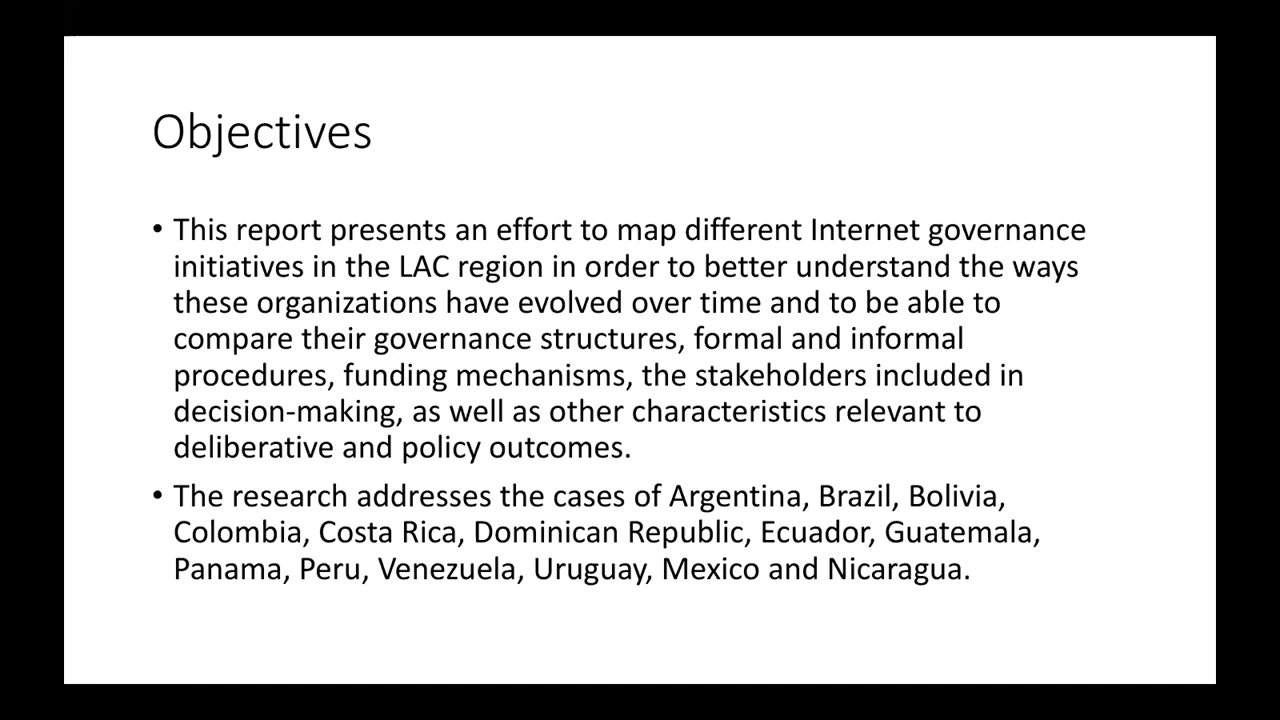 Objectives
• This report presents an effort to map different Internet governance
initiatives in the LAC region in order to better understand the ways
these organizations have evolved over time and to be able to
compare their governance structures, formal and informal
procedures, funding mechanisms, the stakeholders included in
decision-making, as well as other characteristics relevant to
deliberative and policy outcomes.
• The research addresses the cases of Argentina, Brazil, Bolivia,
Colombia, Costa Rica, Dominican Republic, Ecuador, Guatemala,
Panama, Peru, Venezuela, Uruguay, Mexico and Nicaragua.